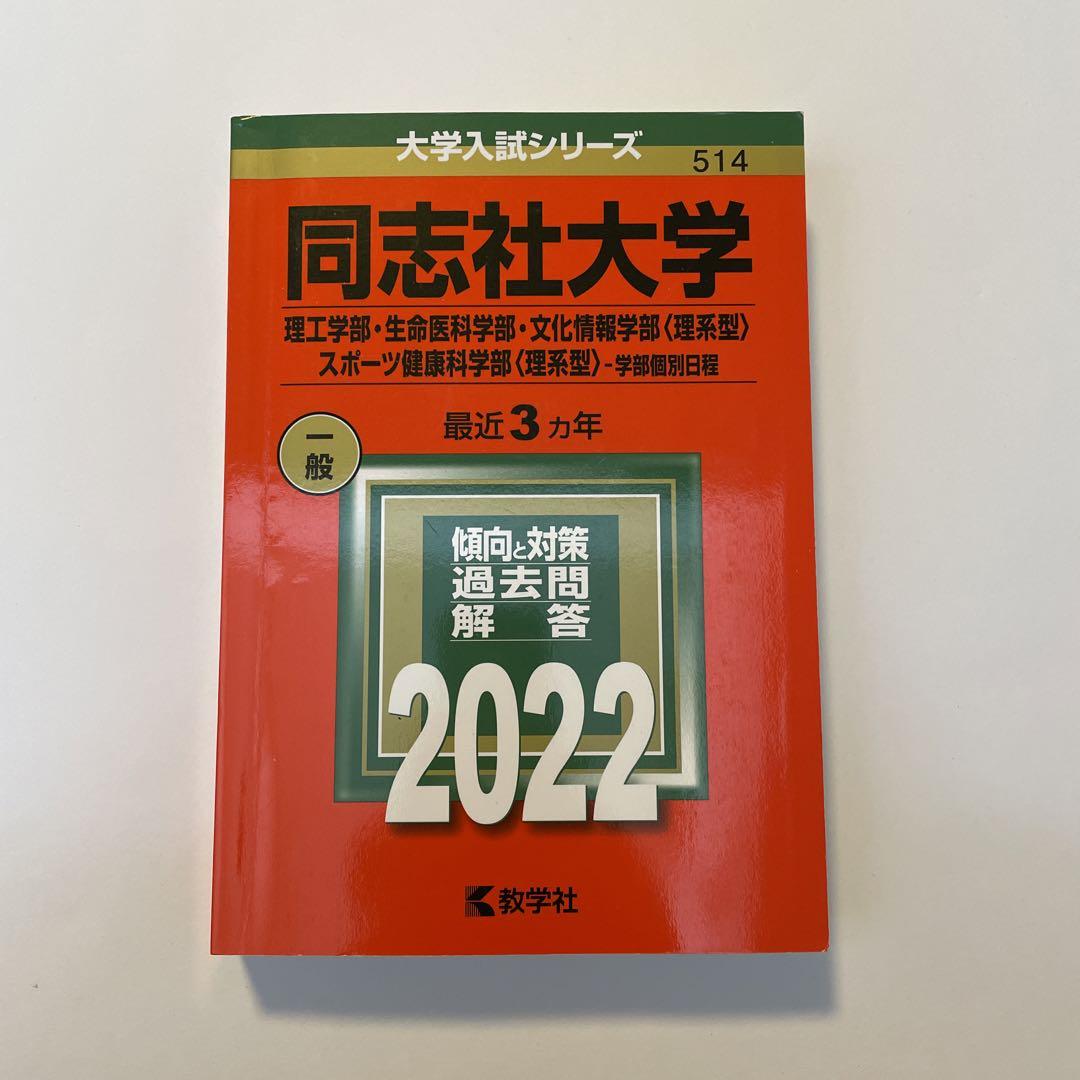 大学入試シリーズ
514
同志社大学
理工学部・生命医科学部・文化情報学部〈理系型〉
スポーツ健康科学部〈理系型〉-学部個別日程
最近3カ年
一般
傾向と対策
過去問
解答
2022
教学社